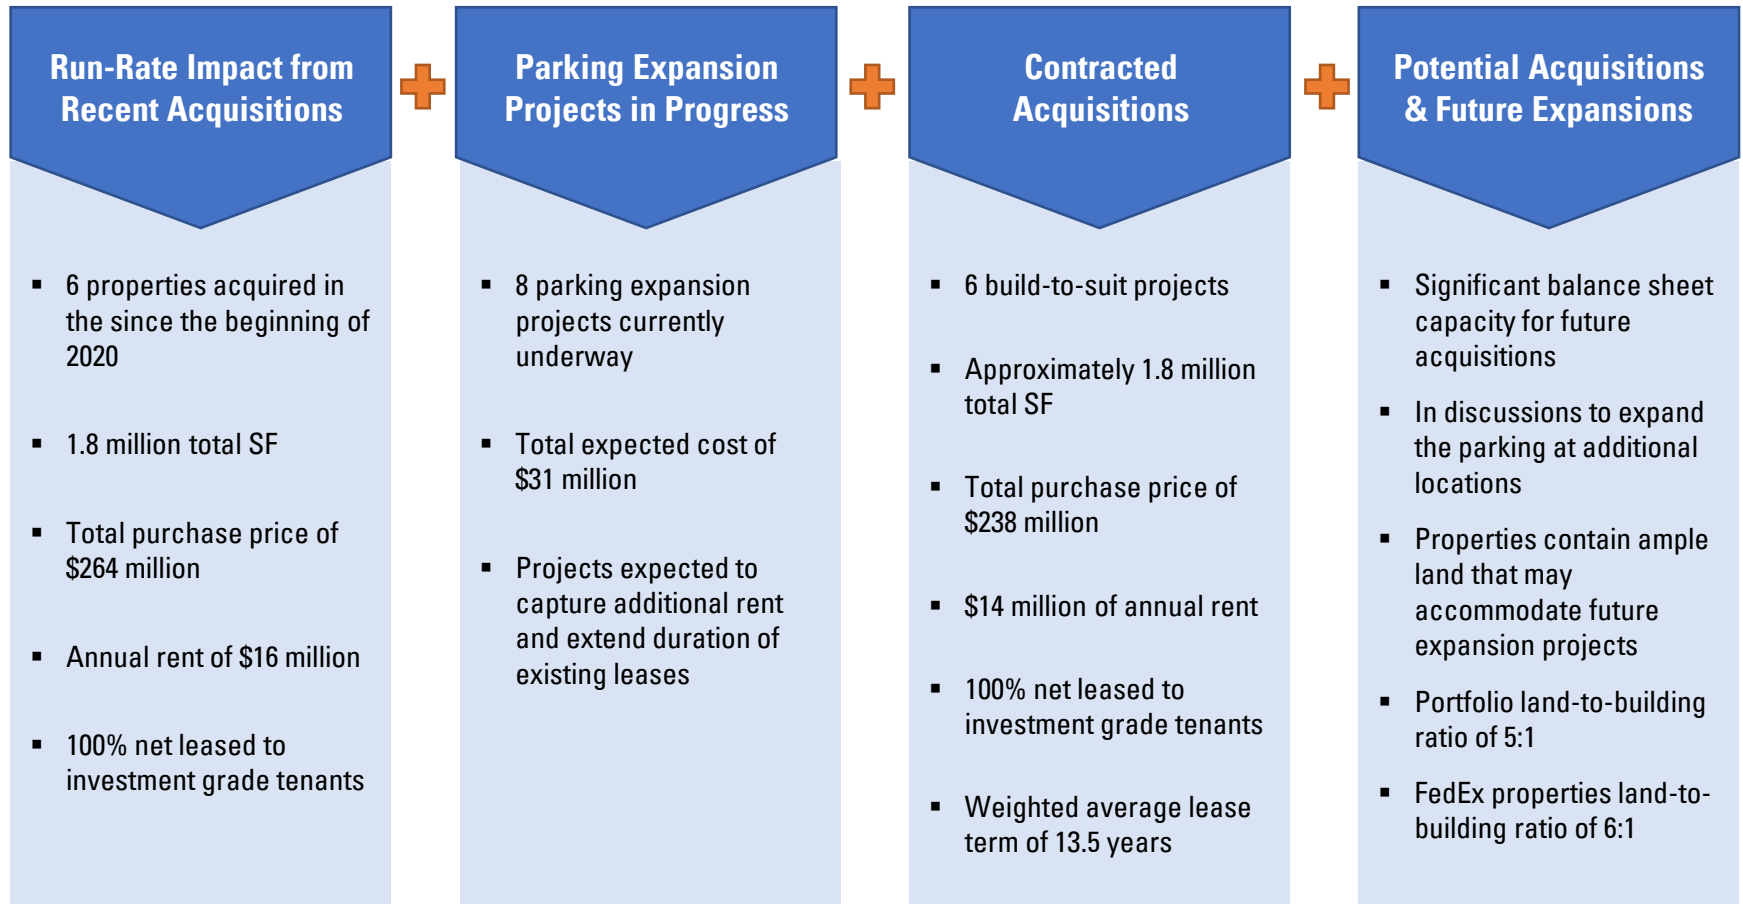 Run-Rate Impact from
Recent Acquisitions
▪ 6 properties acquired in
the since the beginning of
2020
▪ 1.8 million total SF
▪ Total purchase price of
$264 million
▪ Annual rent of $16 million
▪ 100% net leased to
investment grade tenants
Parking Expansion
Projects in Progress
▪ 8 parking expansion
projects currently
underway
▪ Total expected cost of
$31 million
▪ Projects expected to
capture additional rent
and extend duration of
existing leases
Contracted
Acquisitions
▪ 6 build-to-suit projects
▪ Approximately 1.8 million
total SF
▪ Total purchase price of
$238 million
▪ $14 million of annual rent
▪ 100% net leased to
investment grade tenants
▪ Weighted average lease
term of 13.5 years
Potential Acquisitions
& Future Expansions
▪ Significant balance sheet
capacity for future
acquisitions
▪ In discussions to expand
the parking at additional
locations
▪ Properties contain ample
land that may
accommodate future
expansion projects
▪ Portfolio land-to-building
ratio of 5:1
▪ FedEx properties land-to-
building ratio of 6:1